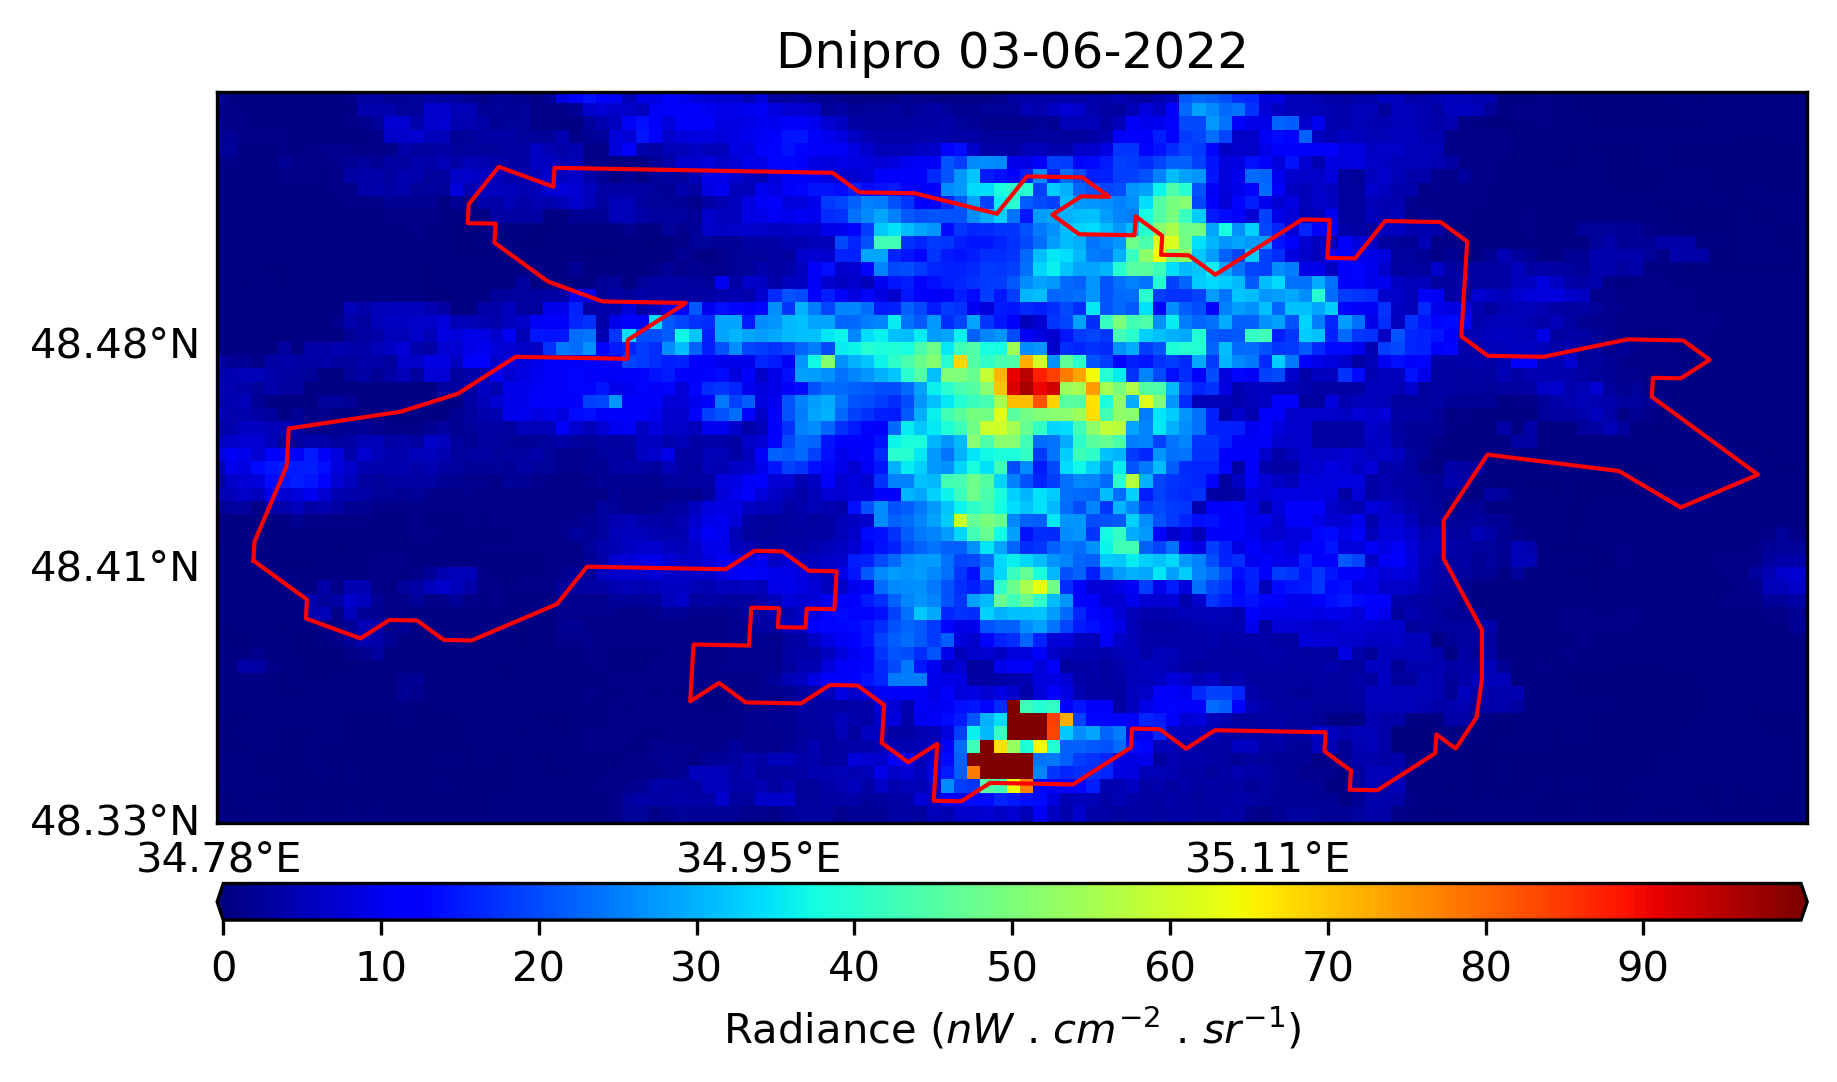 Dnipro 03-06-2022
48.48°N
48.41°N
48.33°N
34.78°E 34.95°E 35.11°E
0 10 20 30 40 50 60 70 80 90
Radiance (nW . cm⁻² . sr⁻¹)